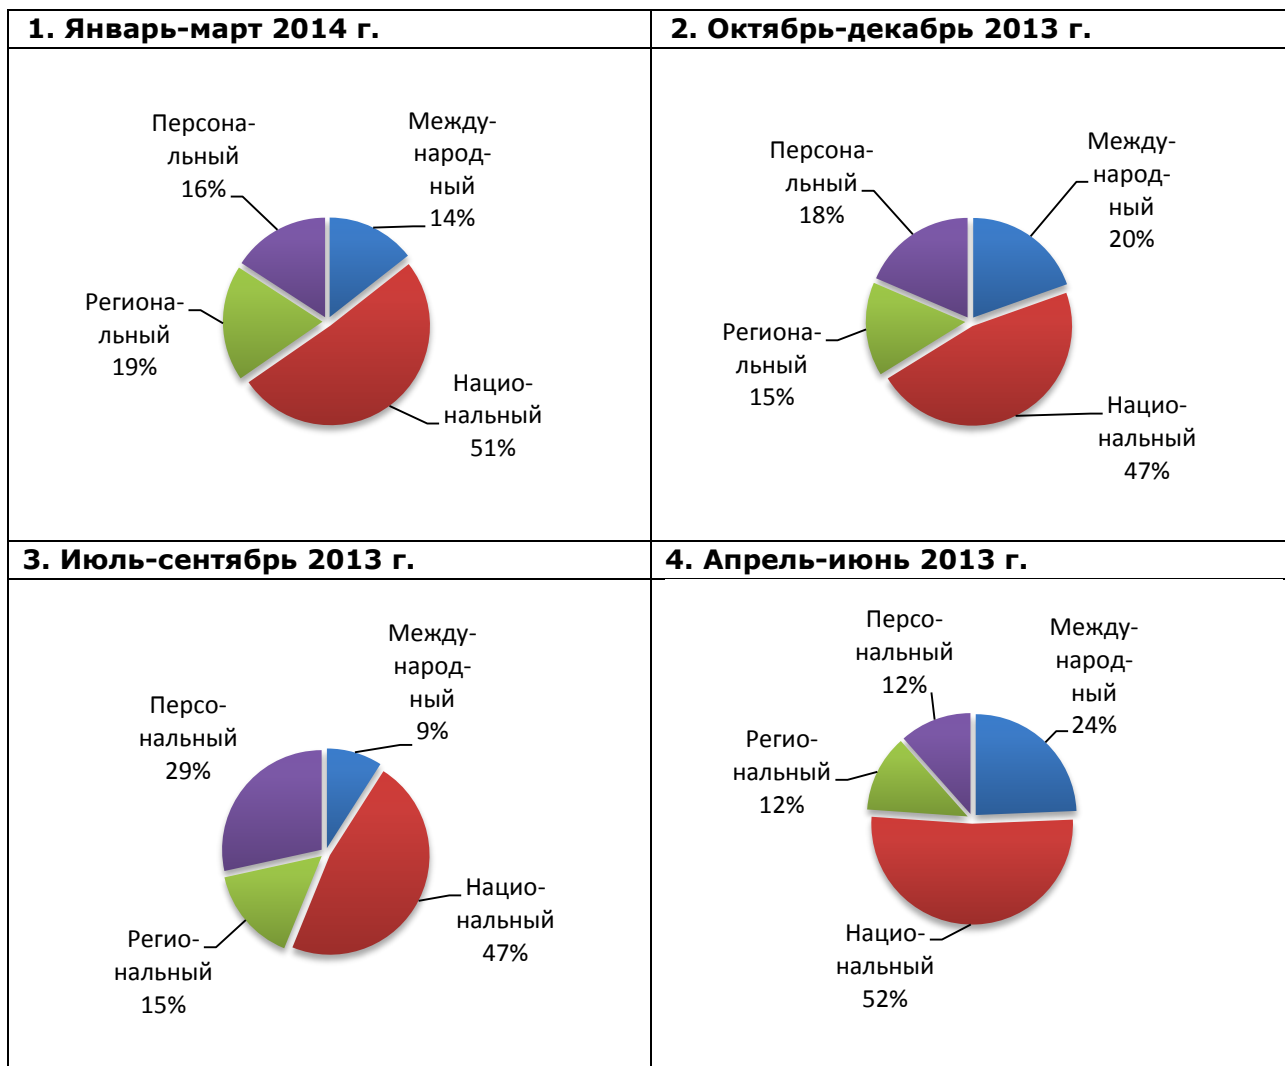 1. Январь-март 2014 г.
Персона-
льный
16%
Между-
народ-
ный
14%
Региона-
льный
19%
Нацио-
нальный
51%
2. Октябрь-декабрь 2013 г.
Персона-
льный
18%
Между-
народ-
ный
20%
Региона-
льный
15%
Нацио-
нальный
47%
3. Июль-сентябрь 2013 г.
Между-
народ-
ный
9%
Персо-
нальный
29%
Нацио-
нальный
47%
Регио-
нальный
15%
4. Апрель-июнь 2013 г.
Персо-
нальный
12%
Между-
народ-
ный
24%
Регио-
нальный
12%
Нацио-
нальный
52%